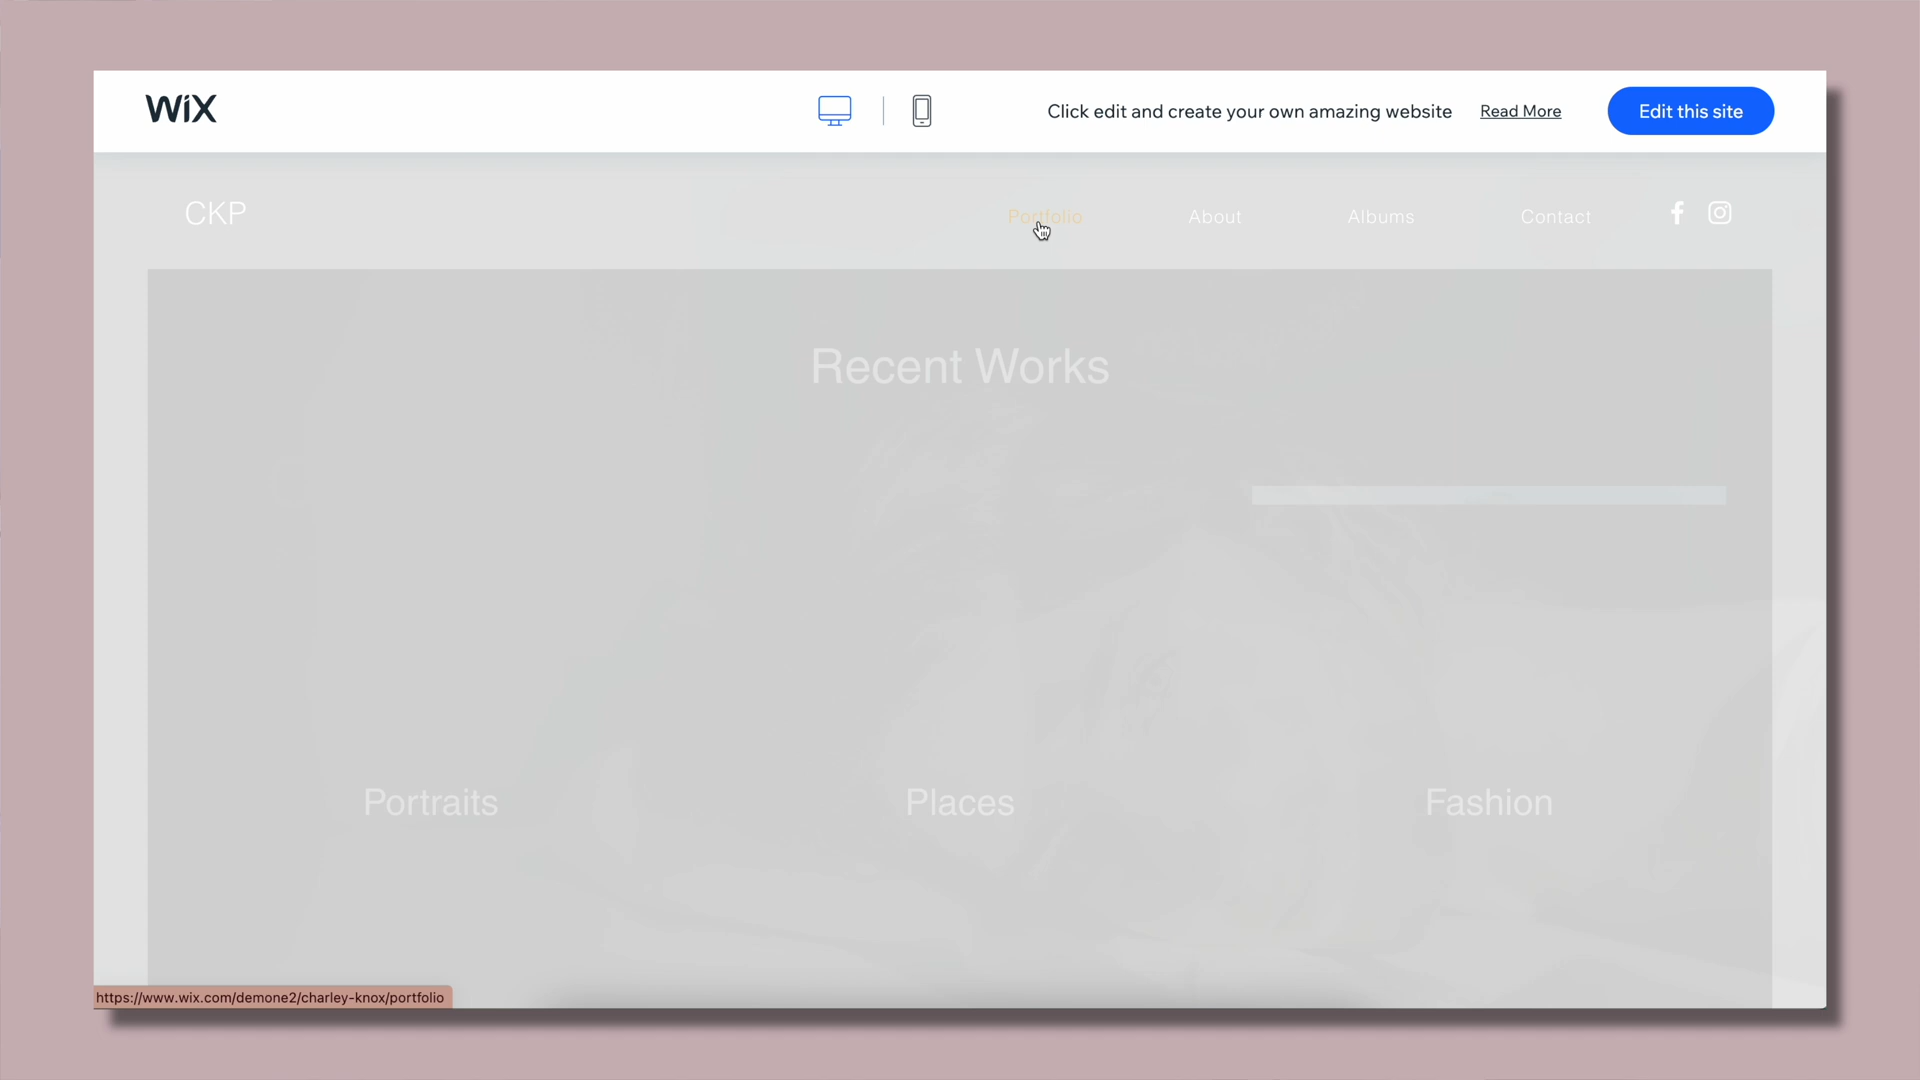 WiX
Click edit and create your own amazing website Read More Edit this site
CKP Portfolio About Albums Contact
Recent Works
Portraits Places Fashion
https://www.wix.com/demone2/charley-knox/portfolio